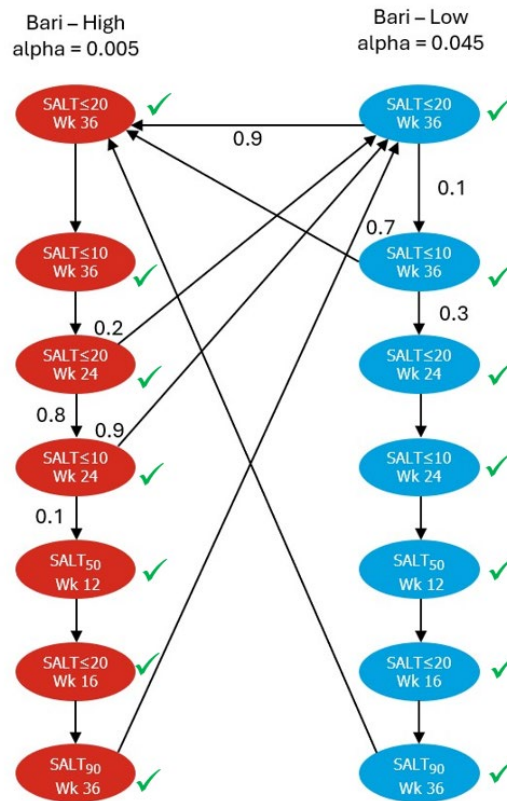 Bari – High
alpha = 0.005
Bari – Low
alpha = 0.045
SALT≤20
Wk 36
SALT≤20
Wk 36
0.9
0.1
0.7
SALT≤10
Wk 36
SALT≤10
Wk 36
0.2
0.3
SALT≤20
Wk 24
SALT≤20
Wk 24
0.8
0.9
SALT≤10
Wk 24
SALT≤10
Wk 24
0.1
SALT₅₀
Wk 12
SALT₅₀
Wk 12
SALT≤20
Wk 16
SALT≤20
Wk 16
SALT₉₀
Wk 36
SALT₉₀
Wk 36